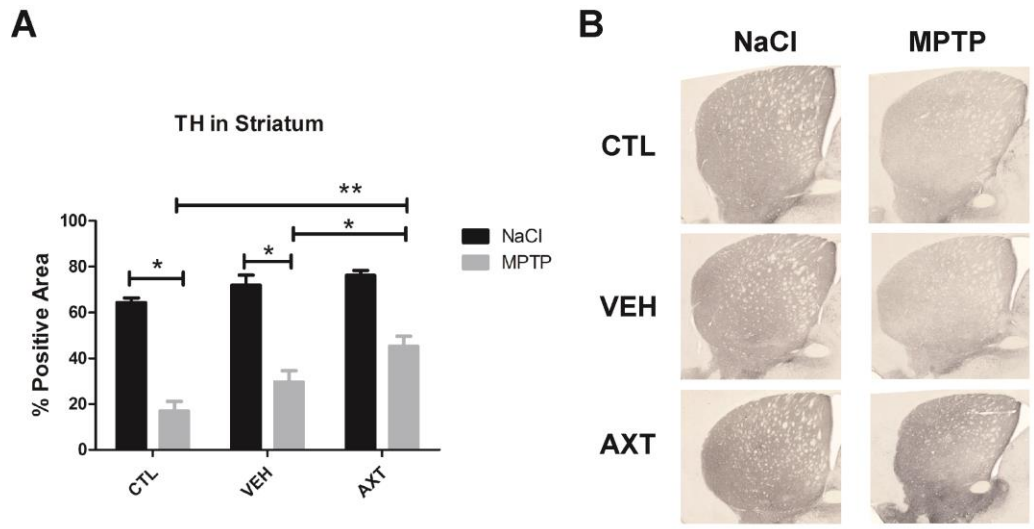 A
TH in Striatum
**
*
*
*
100
80
60
40
20
0
% Positive Area
CTL
VEH
AXT
NaCl
MPTP
B
NaCl
MPTP
CTL
VEH
AXT